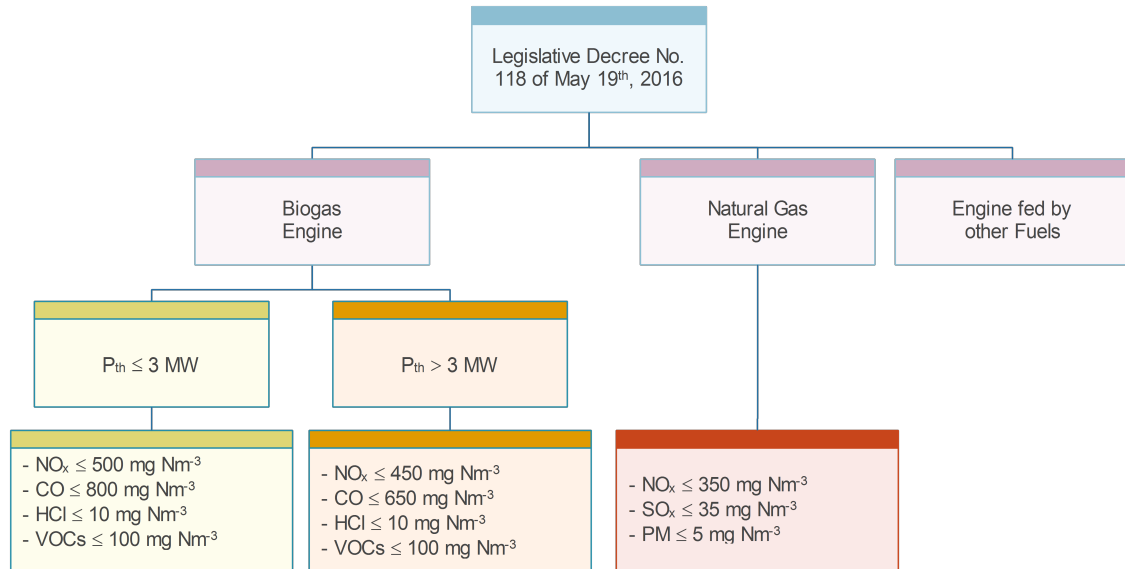 Legislative Decree No.
118 of May 19th, 2016
Biogas
Engine
Natural Gas
Engine
Engine fed by
other Fuels
Pth ≤ 3 MW
Pth > 3 MW
- NOx ≤ 500 mg Nm-3
- CO ≤ 800 mg Nm-3
- HCl ≤ 10 mg Nm-3
- VOCs ≤ 100 mg Nm-3
- NOx ≤ 450 mg Nm-3
- CO ≤ 650 mg Nm-3
- HCl ≤ 10 mg Nm-3
- VOCs ≤ 100 mg Nm-3
- NOx ≤ 350 mg Nm-3
- SOx ≤ 35 mg Nm-3
- PM ≤ 5 mg Nm-3